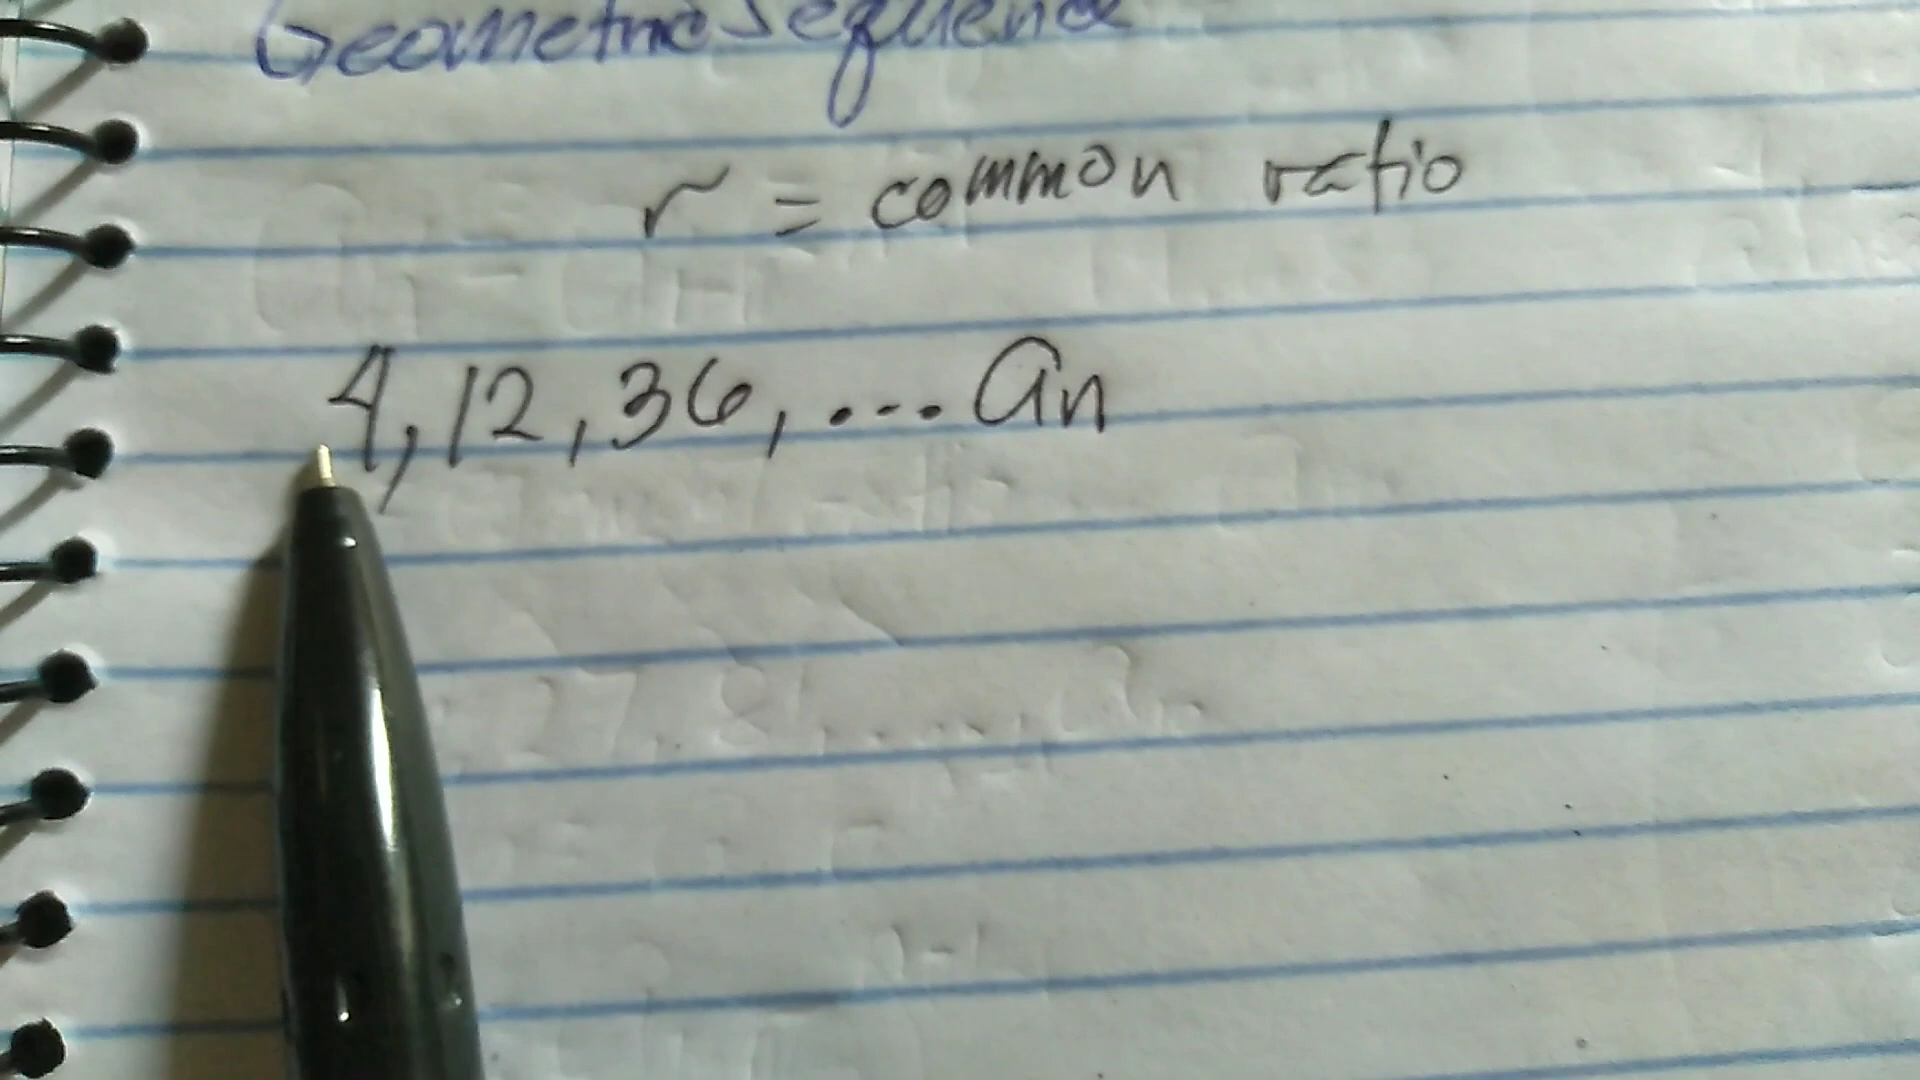 Geometric Sequence
r = common ratio
4, 12, 36, ... an